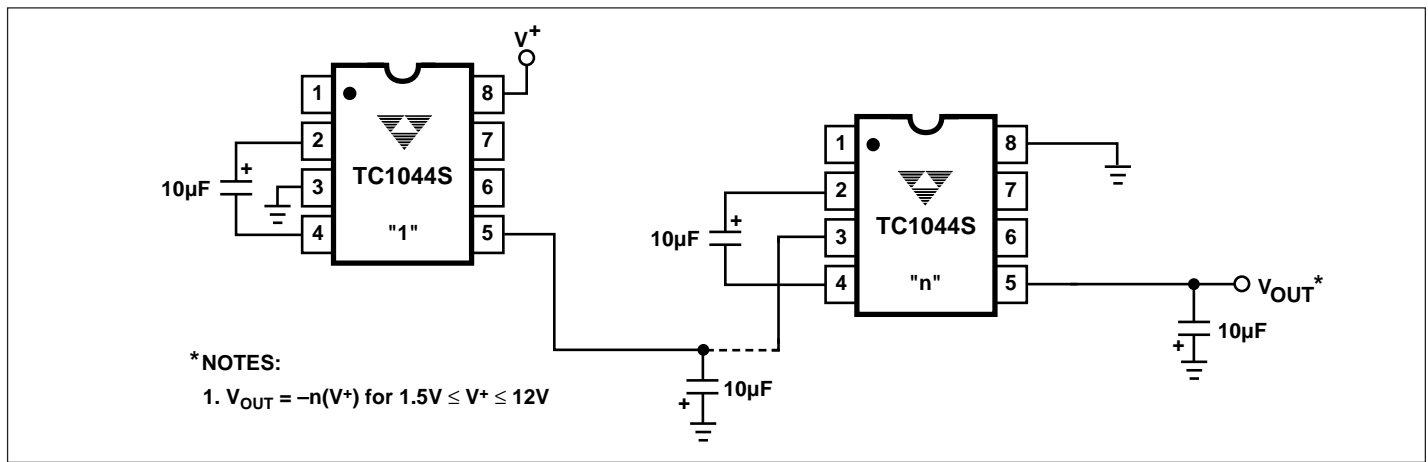 V+
1
8
2
7
3
TC1044S
6
4
"1"
5
10µF
+
1
8
2
7
3
TC1044S
6
4
"n"
5
10µF
+
VOUT*
10µF
+
10µF
+
*NOTES:
1. VOUT = –n(V+) for 1.5V ≤ V+ ≤ 12V